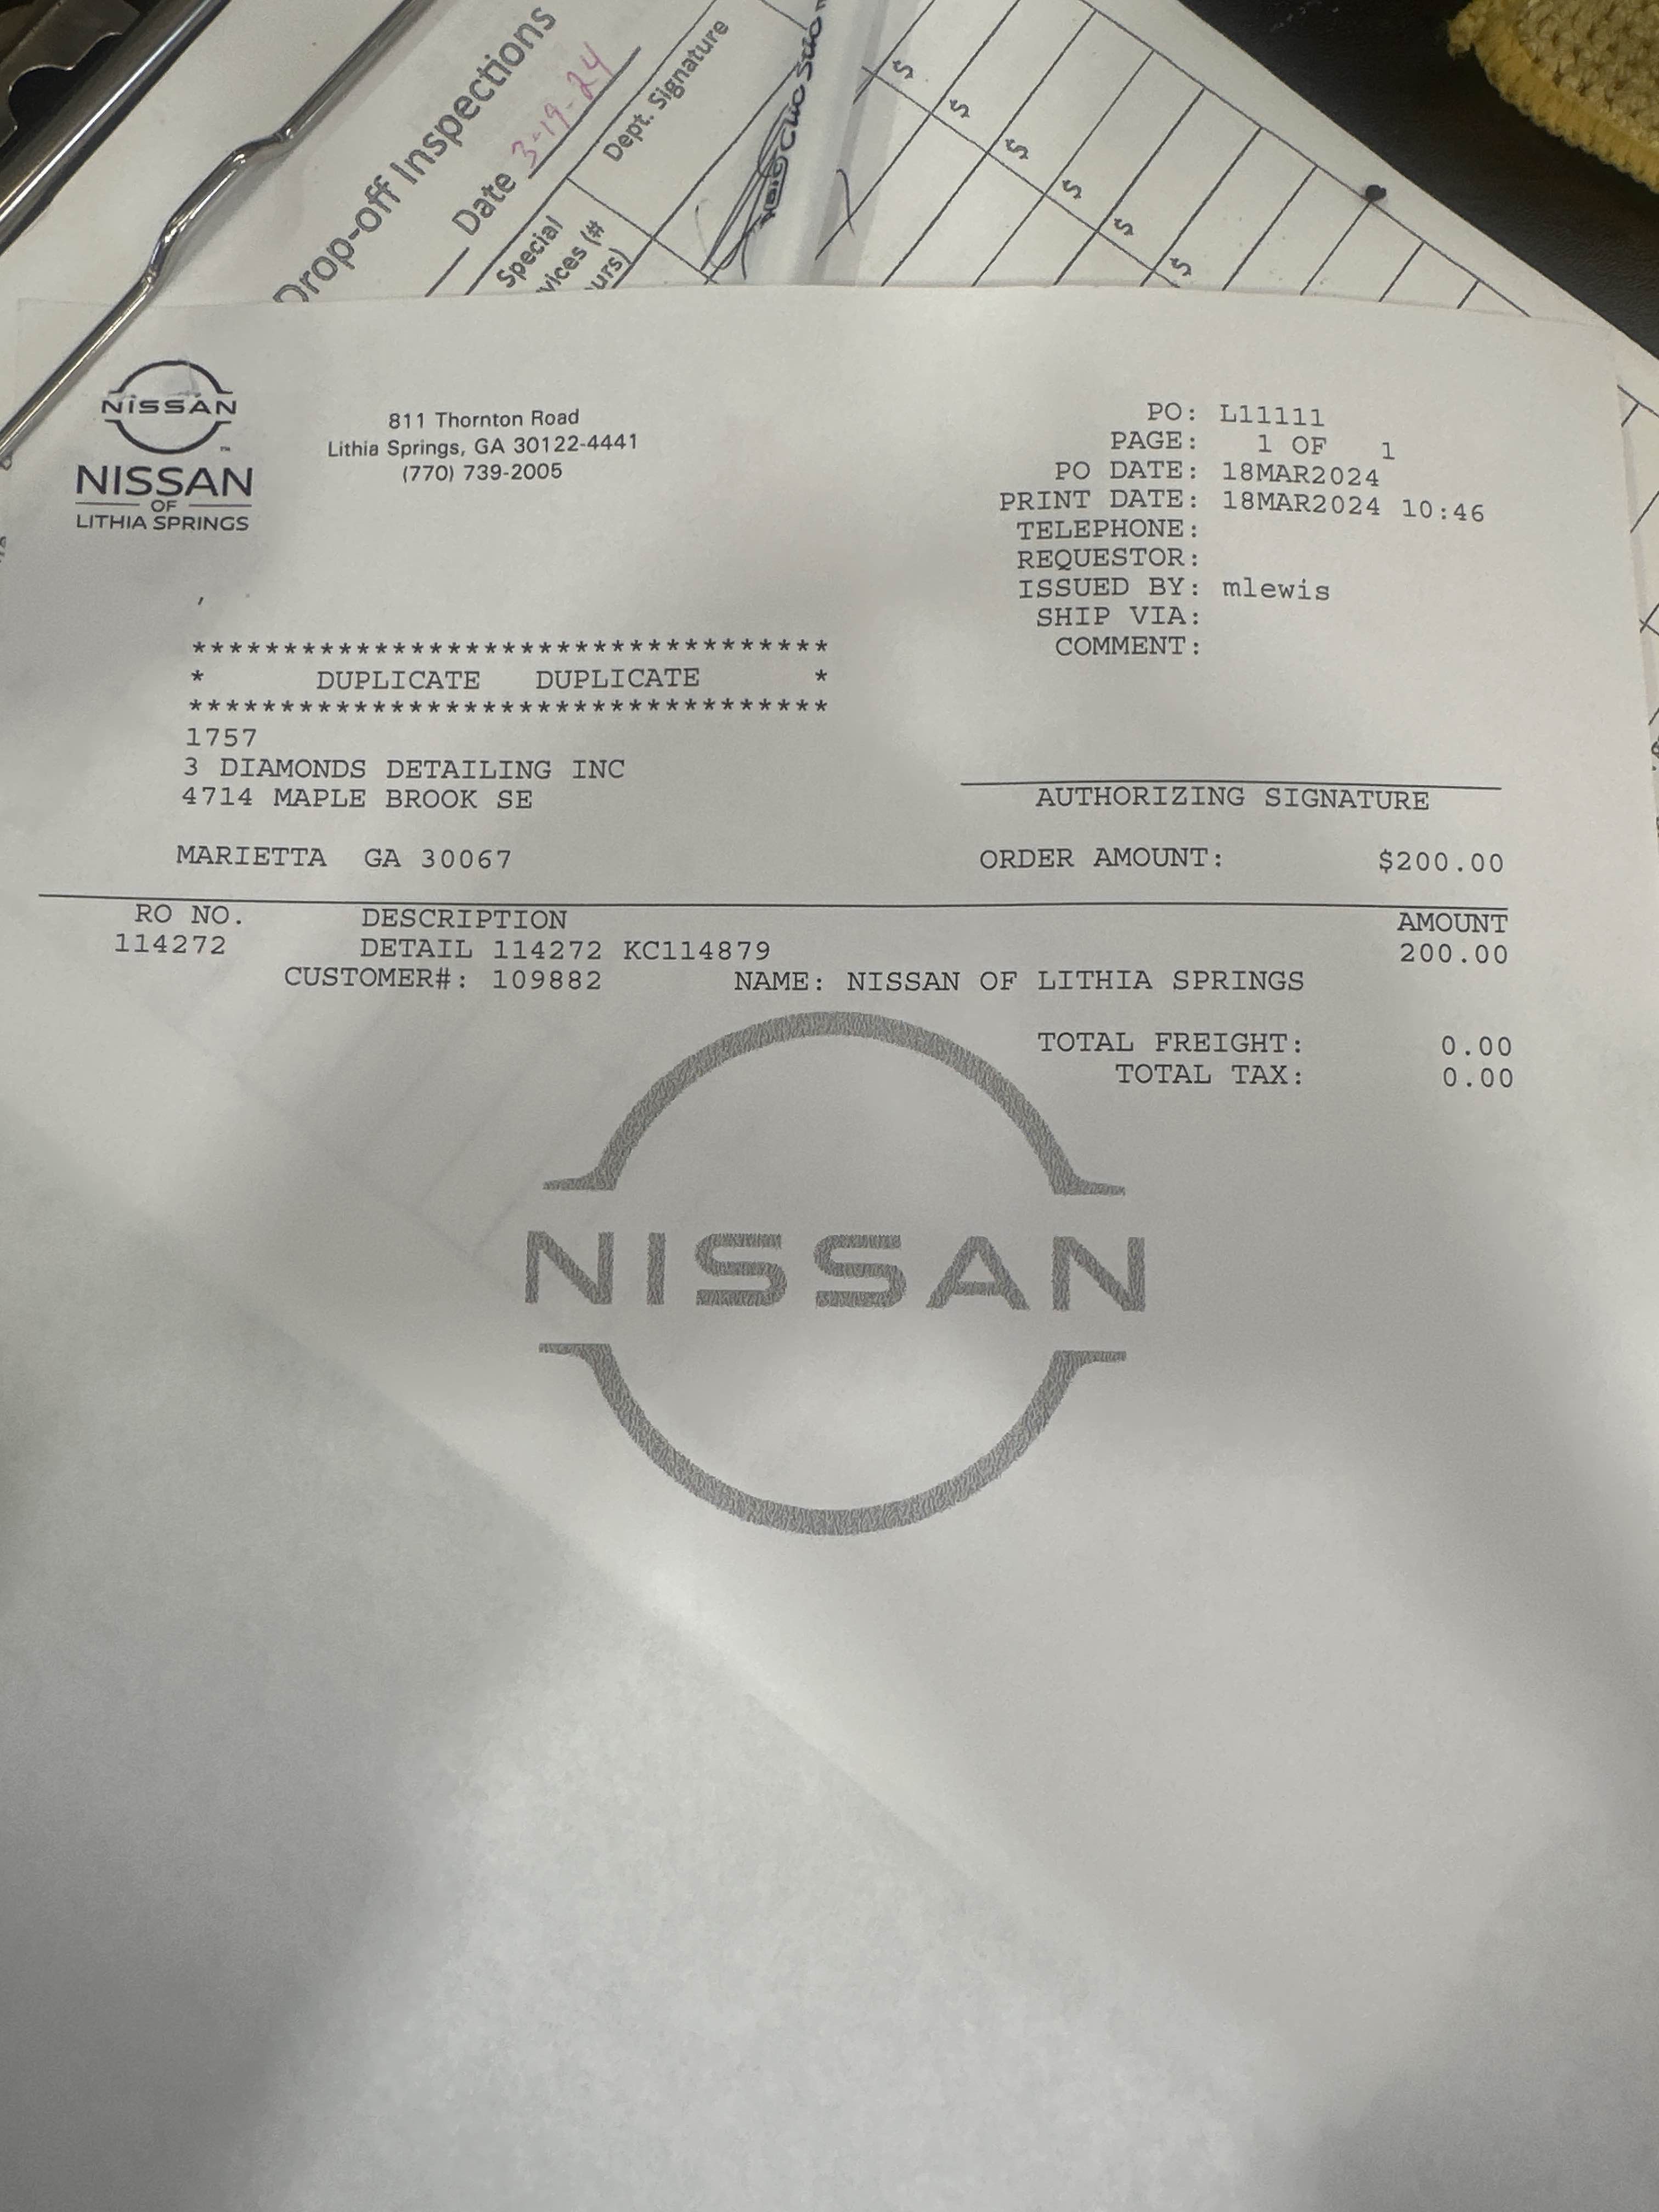 Drop-off Inspections
Date 3-19-24
Special
vices (#
urs)
Dept. Signature
$
$
$
$
$
$
NISSAN
NISSAN
OF
LITHIA SPRINGS
811 Thornton Road
Lithia Springs, GA 30122-4441
(770) 739-2005
PO: L11111
PAGE: 1 OF 1
PO DATE: 18MAR2024
PRINT DATE: 18MAR2024 10:46
TELEPHONE:
REQUESTOR:
ISSUED BY: mlewis
SHIP VIA:
COMMENT:
***********************************
* DUPLICATE DUPLICATE *
***********************************
1757
3 DIAMONDS DETAILING INC
4714 MAPLE BROOK SE
MARIETTA GA 30067
AUTHORIZING SIGNATURE
ORDER AMOUNT: $200.00
RO NO. DESCRIPTION AMOUNT
114272 DETAIL 114272 KC114879 200.00
CUSTOMER#: 109882 NAME: NISSAN OF LITHIA SPRINGS
TOTAL FREIGHT: 0.00
TOTAL TAX: 0.00
NISSAN